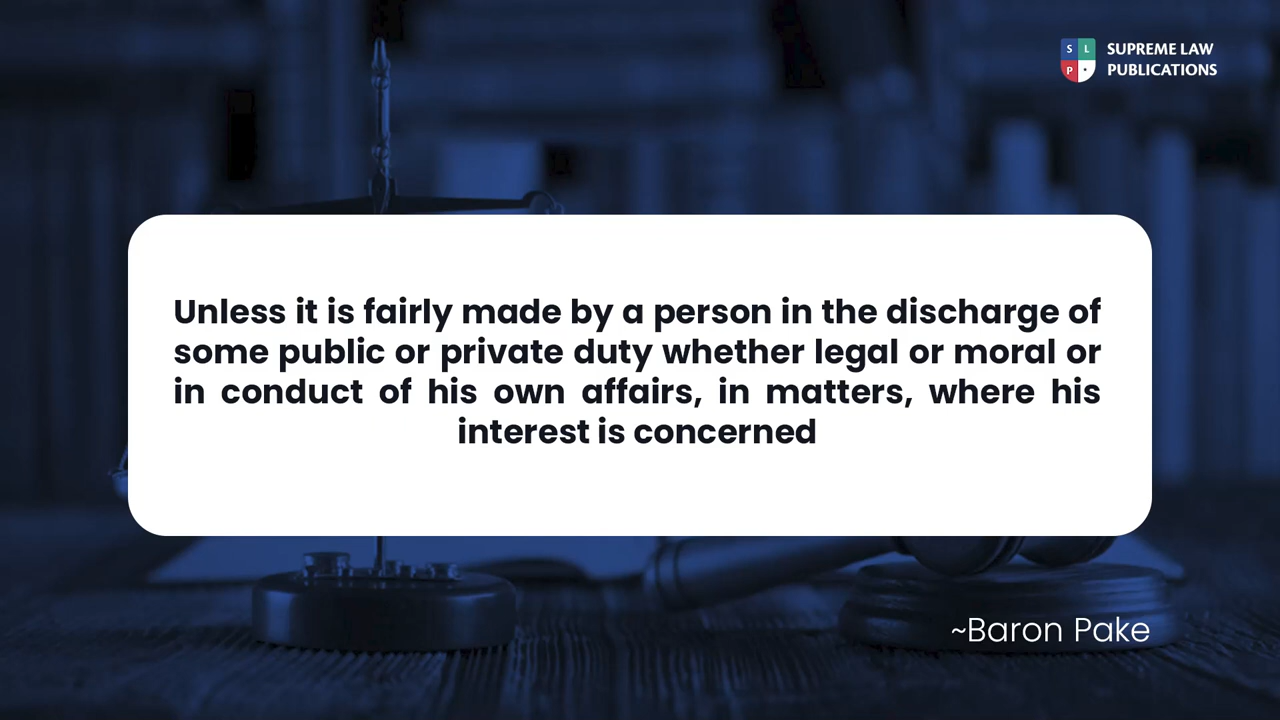 S L
P
SUPREME LAW
PUBLICATIONS
Unless it is fairly made by a person in the discharge of
some public or private duty whether legal or moral or
in conduct of his own affairs, in matters, where his
interest is concerned
~Baron Pake